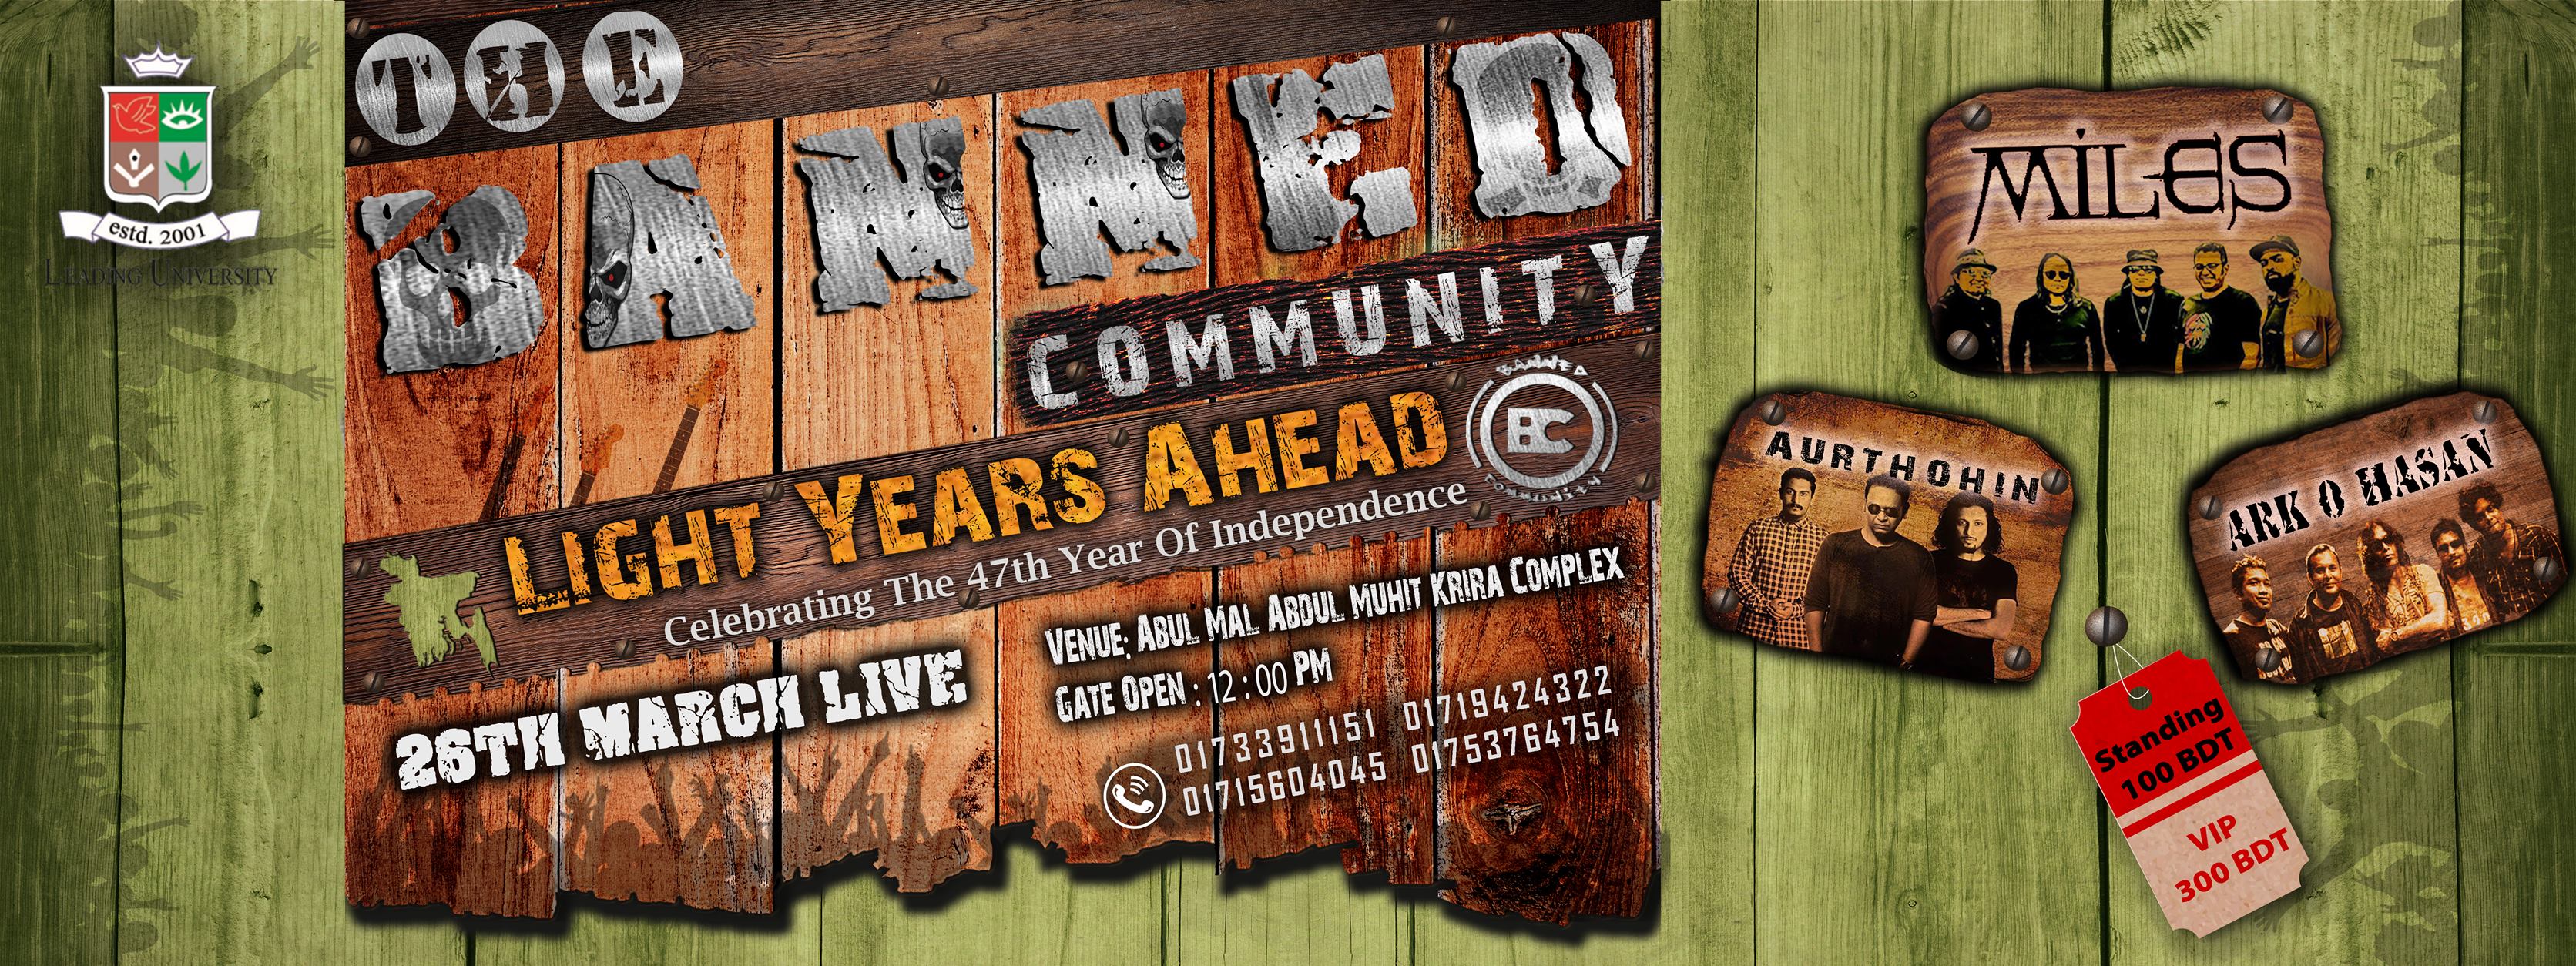 estd. 2001
LEADING UNIVERSITY
THE
BANNED
COMMUNITY
BANNED
BC
COMMUNITY
LIGHT YEARS AHEAD
Celebrating The 47th Year Of Independence
26TH MARCH LIVE
VENUE: ABUL MAL ABDUL MUHIT KRIRA COMPLEX
GATE OPEN : 12 : 00 PM
01733911151 01719424322
01715604045 01753764754
MILES
AURTHOHIN
ARK O HASAN
Standing
100 BDT
VIP
300 BDT